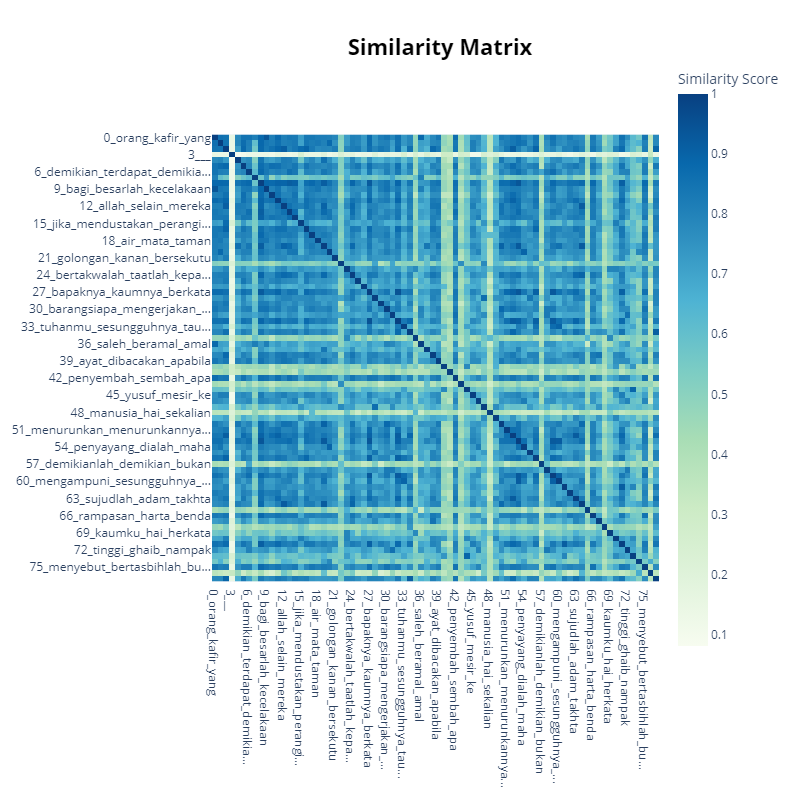 Similarity Matrix
Similarity Score
1
0.9
0.8
0.7
0.6
0.5
0.4
0.3
0.2
0.1
0_orang_kafir_yang
3___
6_demikian_terdapat_demikia...
9_bagi_besarlah_kecelakaan
12_allah_selain_mereka
15_jika_mendustakan_perangi...
18_air_mata_taman
21_golongan_kanan_bersekutu
24_bertakwalah_taatlah_kepa...
27_bapaknya_kaumnya_berkata
30_barangsiapa_mengerjakan_...
33_tuhanmu_sesungguhnya_tau...
36_saleh_beramal_amal
39_ayat_dibacakan_apabila
42_penyembah_sembah_apa
45_yusuf_mesir_ke
48_manusia_hai_sekalian
51_menurunkan_menurunkannya...
54_penyayang_dialah_maha
57_demikianlah_demikian_bukan
60_mengampuni_sesungguhnya_...
63_sujudlah_adam_takhta
66_rampasan_harta_benda
69_kaumku_hai_herkata
72_tinggi_ghaib_nampak
75_menyebut_bertasbihlah_bu...
0_orang_kafir_yang
3___
6_demikian_terdapat_demikia...
9_bagi_besarlah_kecelakaan
12_allah_selain_mereka
15_jika_mendustakan_perangi...
18_air_mata_taman
21_golongan_kanan_bersekutu
24_bertakwalah_taatlah_kepa...
27_bapaknya_kaumnya_berkata
30_barangsiapa_mengerjakan_...
33_tuhanmu_sesungguhnya_tau...
36_saleh_beramal_amal
39_ayat_dibacakan_apabila
42_penyembah_sembah_apa
45_yusuf_mesir_ke
48_manusia_hai_sekalian
51_menurunkan_menurunkannya...
54_penyayang_dialah_maha
57_demikianlah_demikian_bukan
60_mengampuni_sesungguhnya_...
63_sujudlah_adam_takhta
66_rampasan_harta_benda
69_kaumku_hai_herkata
72_tinggi_ghaib_nampak
75_menyebut_bertasbihlah_bu...